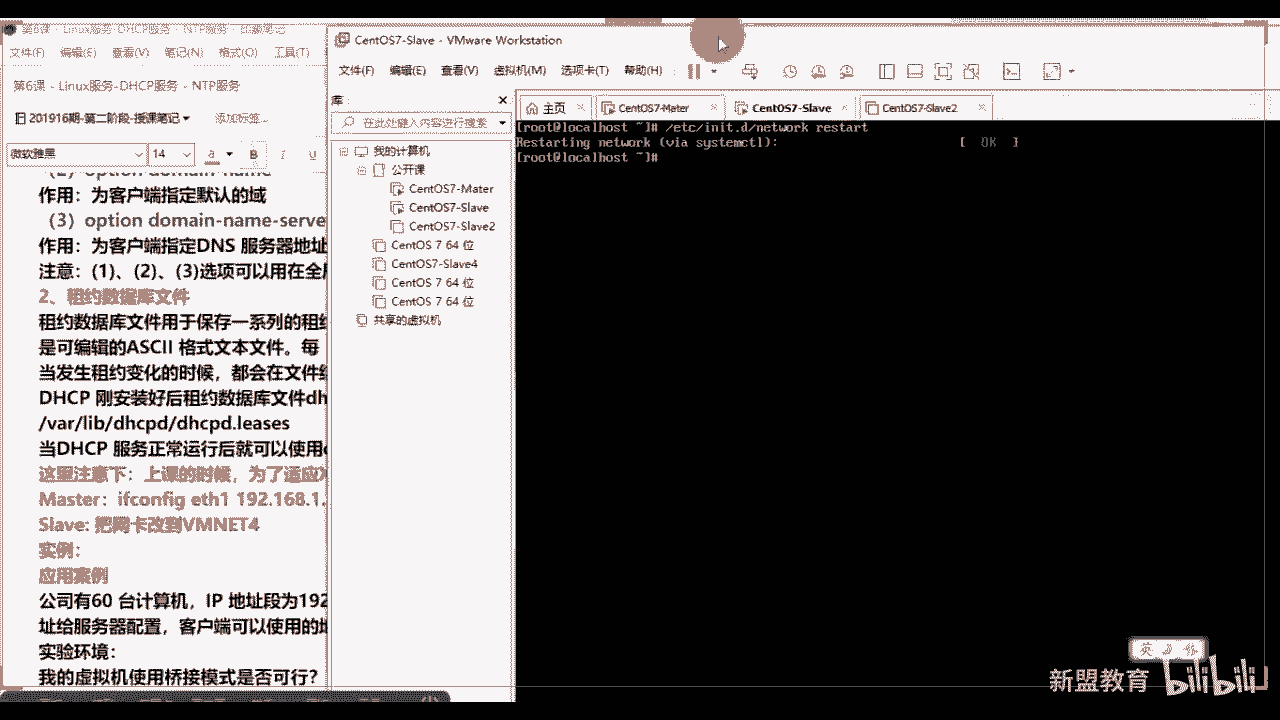 第6课 - Linux服务-DHCP服务 - NTP服务 - 印象笔记
文件(F) 编辑(E) 查看(V) 笔记(N) 格式(O) 工具(T)
第6课 - Linux服务-DHCP服务 - NTP服务
201916期-第二阶段-授课笔记 添加标签...
微软雅黑 14 a B I U
（2）option domain-name
作用：为客户端指定默认的域
（3）option domain-name-serve
作用：为客户端指定DNS 服务器地址
注意：(1)、(2)、(3)选项可以用在全局
2、租约数据库文件
租约数据库文件用于保存一系列的租约
是可编辑的ASCII 格式文本文件。每
当发生租约变化的时候，都会在文件结
DHCP 刚安装好后租约数据库文件dh
/var/lib/dhcpd/dhcpd.leases
当DHCP 服务正常运行后就可以使用
这里注意下：上课的时候，为了适应
Master：ifconfig eth1 192.168.1.
Slave: 把网卡改到VMNET4
实例：
应用案例
公司有60 台计算机，IP 地址段为192
址给服务器配置，客户端可以使用的地
实验环境：
我的虚拟机使用桥接模式是否可行？
CentOS7-Slave - VMware Workstation
文件(F) 编辑(E) 查看(V) 虚拟机(M) 选项卡(T) 帮助(H)
库
在此处键入内容进行搜索
我的计算机
公开课
CentOS7-Mater
CentOS7-Slave
CentOS7-Slave2
CentOS 7 64 位
CentOS7-Slave4
CentOS 7 64 位
CentOS 7 64 位
共享的虚拟机
主页 CentOS7-Mater CentOS7-Slave CentOS7-Slave2
[root@localhost ~]# /etc/init.d/network restart
Restarting network (via systemctl): [ OK ]
[root@localhost ~]#
英
新盟教育 bilibili